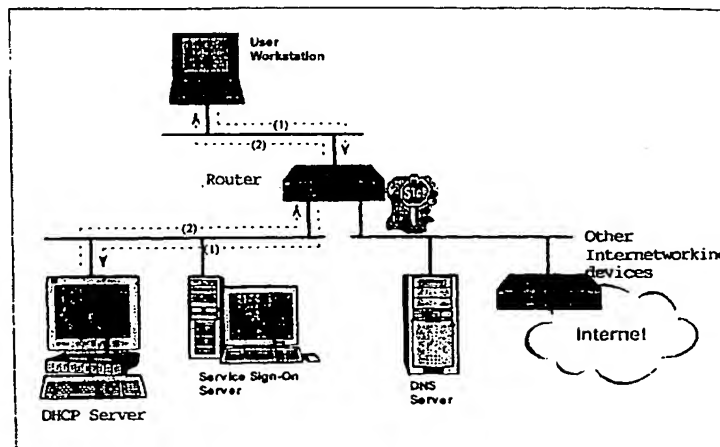 User
Workstation
(1)
(2)
Router
(2)
(1)
Other
Internetworking
devices
Internet
Service Sign-On
Server
DNS
Server
DHCP Server